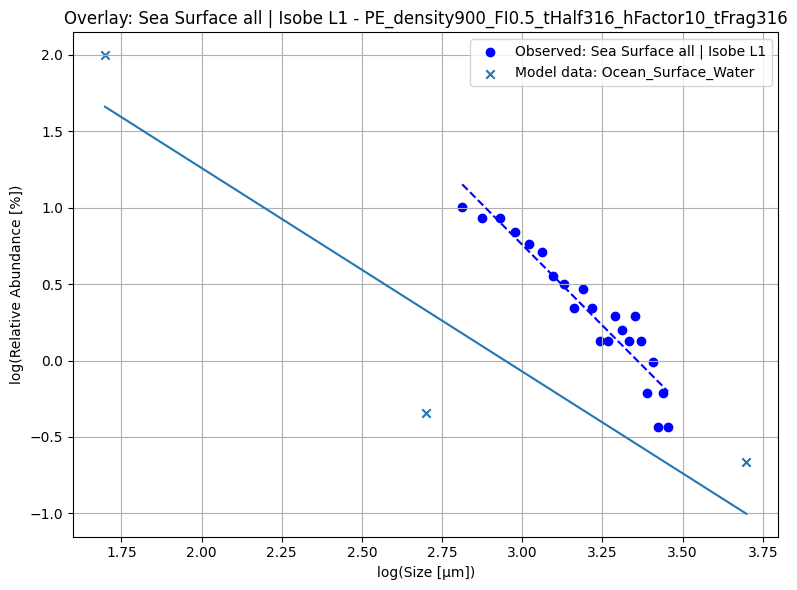 Overlay: Sea Surface all | Isobe L1 - PE_density900_FI0.5_tHalf316_hFactor10_tFrag316
Observed: Sea Surface all | Isobe L1
Model data: Ocean_Surface_Water
log(Relative Abundance [%])
2.0
1.5
1.0
0.5
0.0
−0.5
−1.0
1.75 2.00 2.25 2.50 2.75 3.00 3.25 3.50 3.75
log(Size [μm])